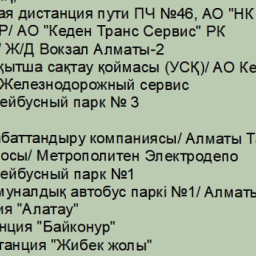 ая дистанция пути ПЧ №46, АО "НК
Р/ АО "Кеден Транс Сервис" РК
/ Ж/Д Вокзал Алматы-2
қытша сақтау қоймасы (УСҚ)/ АО Ке
Железнодорожный сервис
ейбусный парк № 3
баттандыру компаниясы/ Алматы Т
осы/ Метрополитен Электродепо
ейбусный парк №1
муналдық автобус паркі №1/ Алмат
ия "Алатау"
нция "Байконур"
танция "Жибек жолы"